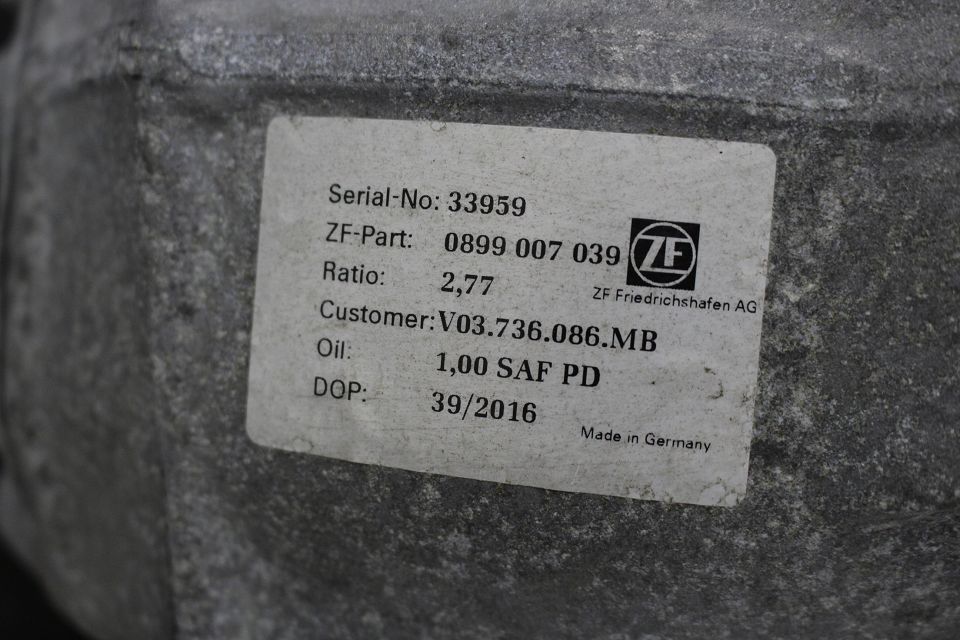 Serial-No: 33959
ZF-Part: 0899 007 039
ZF
Ratio: 2,77
ZF Friedrichshafen AG
Customer: V03.736.086.MB
Oil: 1,00 SAF PD
DOP: 39/2016
Made in Germany